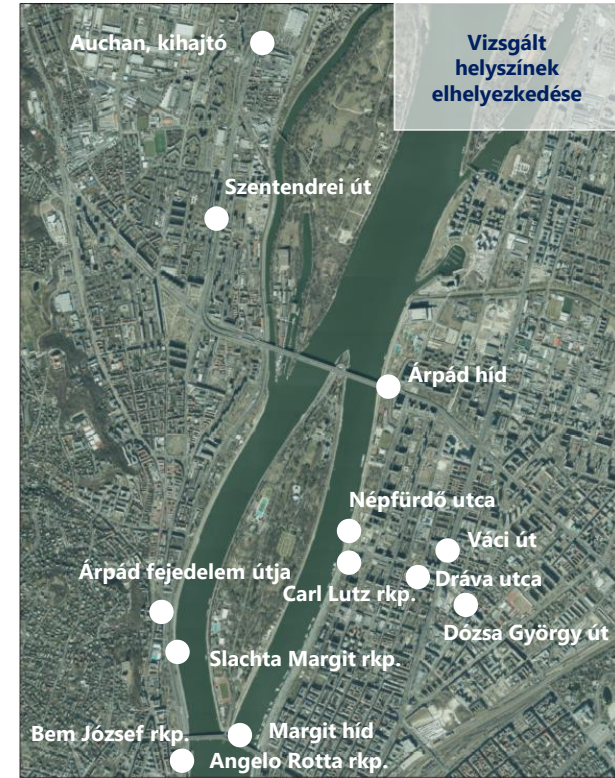 Vizsgált
helyszínek
elhelyezkedése
Auchan, kihajtó
Szentendrei út
Árpád híd
Népfürdő utca
Váci út
Árpád fejedelem útja
Dráva utca
Carl Lutz rkp.
Dózsa György út
Slachta Margit rkp.
Bem József rkp.
Margit híd
Angelo Rotta rkp.